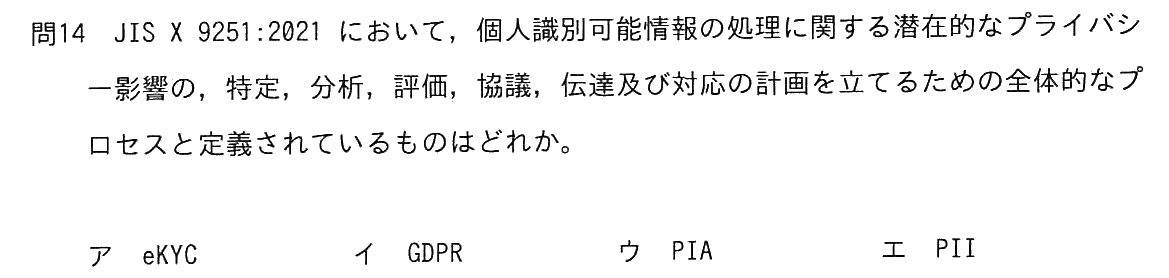 問14 JIS X 9251:2021 において，個人識別可能情報の処理に関する潜在的なプライバシ
ー影響の，特定，分析，評価，協議，伝達及び対応の計画を立てるための全体的なプ
ロセスと定義されているものはどれか。
ア eKYC イ GDPR ウ PIA エ PII